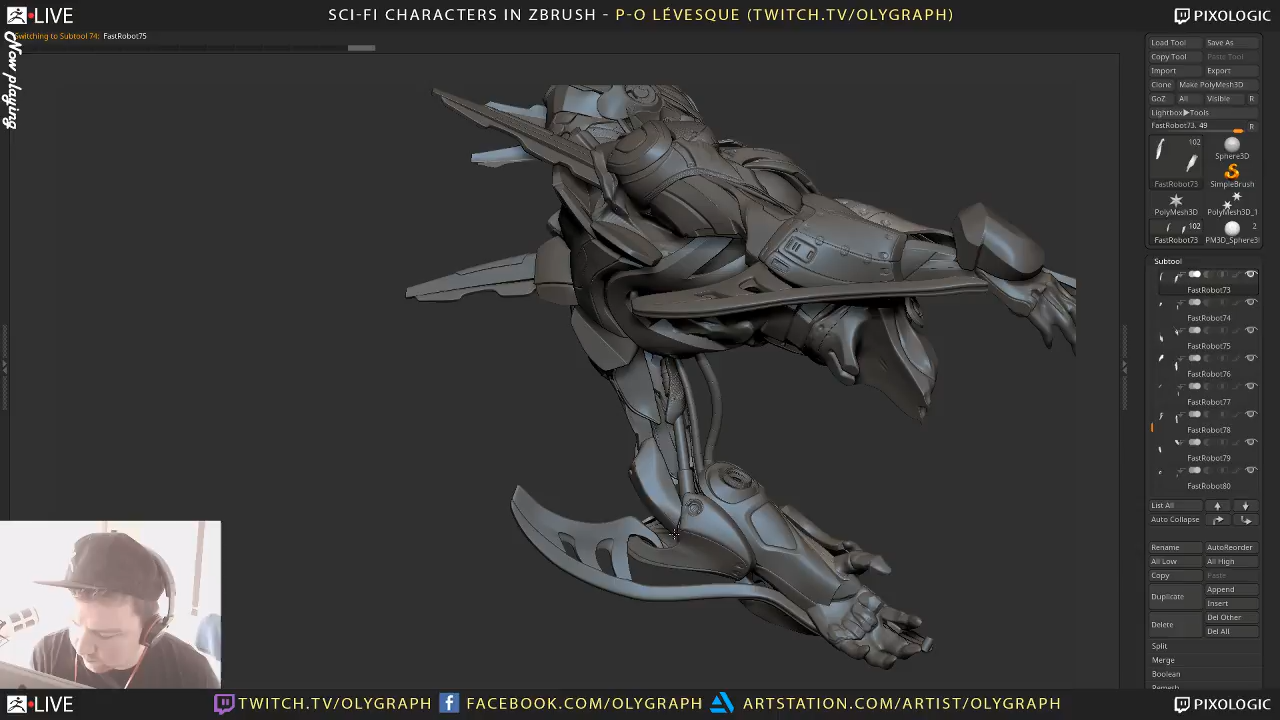 LIVE
SCI-FI CHARACTERS IN ZBRUSH - P-O LÉVESQUE (TWITCH.TV/OLYGRAPH)
PIXOLOGIC
Switching to Subtool 74: FastRobot75
Now playing
Load Tool Save As
Copy Tool Paste Tool
Import Export
Clone Make PolyMesh3D
GoZ All Visible R
Lightbox▶Tools
FastRobot73. 49 R
102
Sphere3D
FastRobot73 SimpleBrush
PolyMesh3D PolyMesh3D_1
102 2
FastRobot73 PM3D_Sphere3I
Subtool
FastRobot73
FastRobot74
FastRobot75
FastRobot76
FastRobot77
FastRobot78
FastRobot79
FastRobot80
List All
Auto Collapse
Rename AutoReorder
All Low All High
Copy Paste
Duplicate Append
Insert
Delete Del Other
Del All
Split
Merge
Boolean
Remesh
LIVE
TWITCH.TV/OLYGRAPH FACEBOOK.COM/OLYGRAPH ARTSTATION.COM/ARTIST/OLYGRAPH
PIXOLOGIC